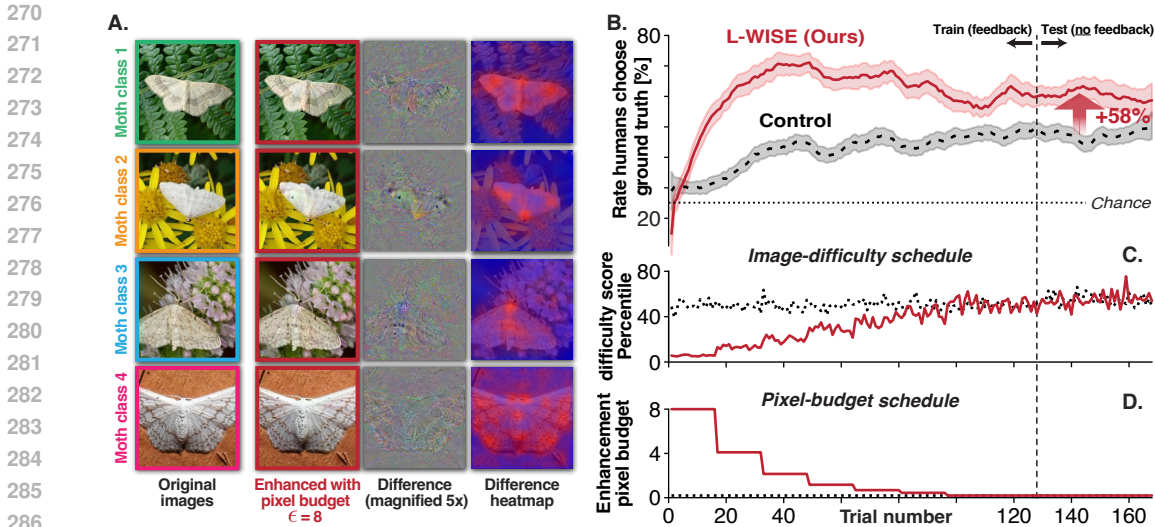 270
271
272
273
274
275
276
277
278
279
280
281
282
283
284
285
286
A.
Moth class 1
Moth class 2
Moth class 3
Moth class 4
Original
images
Enhanced with
pixel budget
ϵ = 8
Difference
(magnified 5x)
Difference
heatmap
B.
Rate humans choose
ground truth [%]
80
20
L-WISE (Ours)
Control
Train (feedback)
Test (no feedback)
+58%
Chance
C.
Image-difficulty schedule
difficulty score
Percentile
80
40
0
D.
Pixel-budget schedule
Enhancement
pixel budget
8
4
0
0
40
80
120
160
Trial number